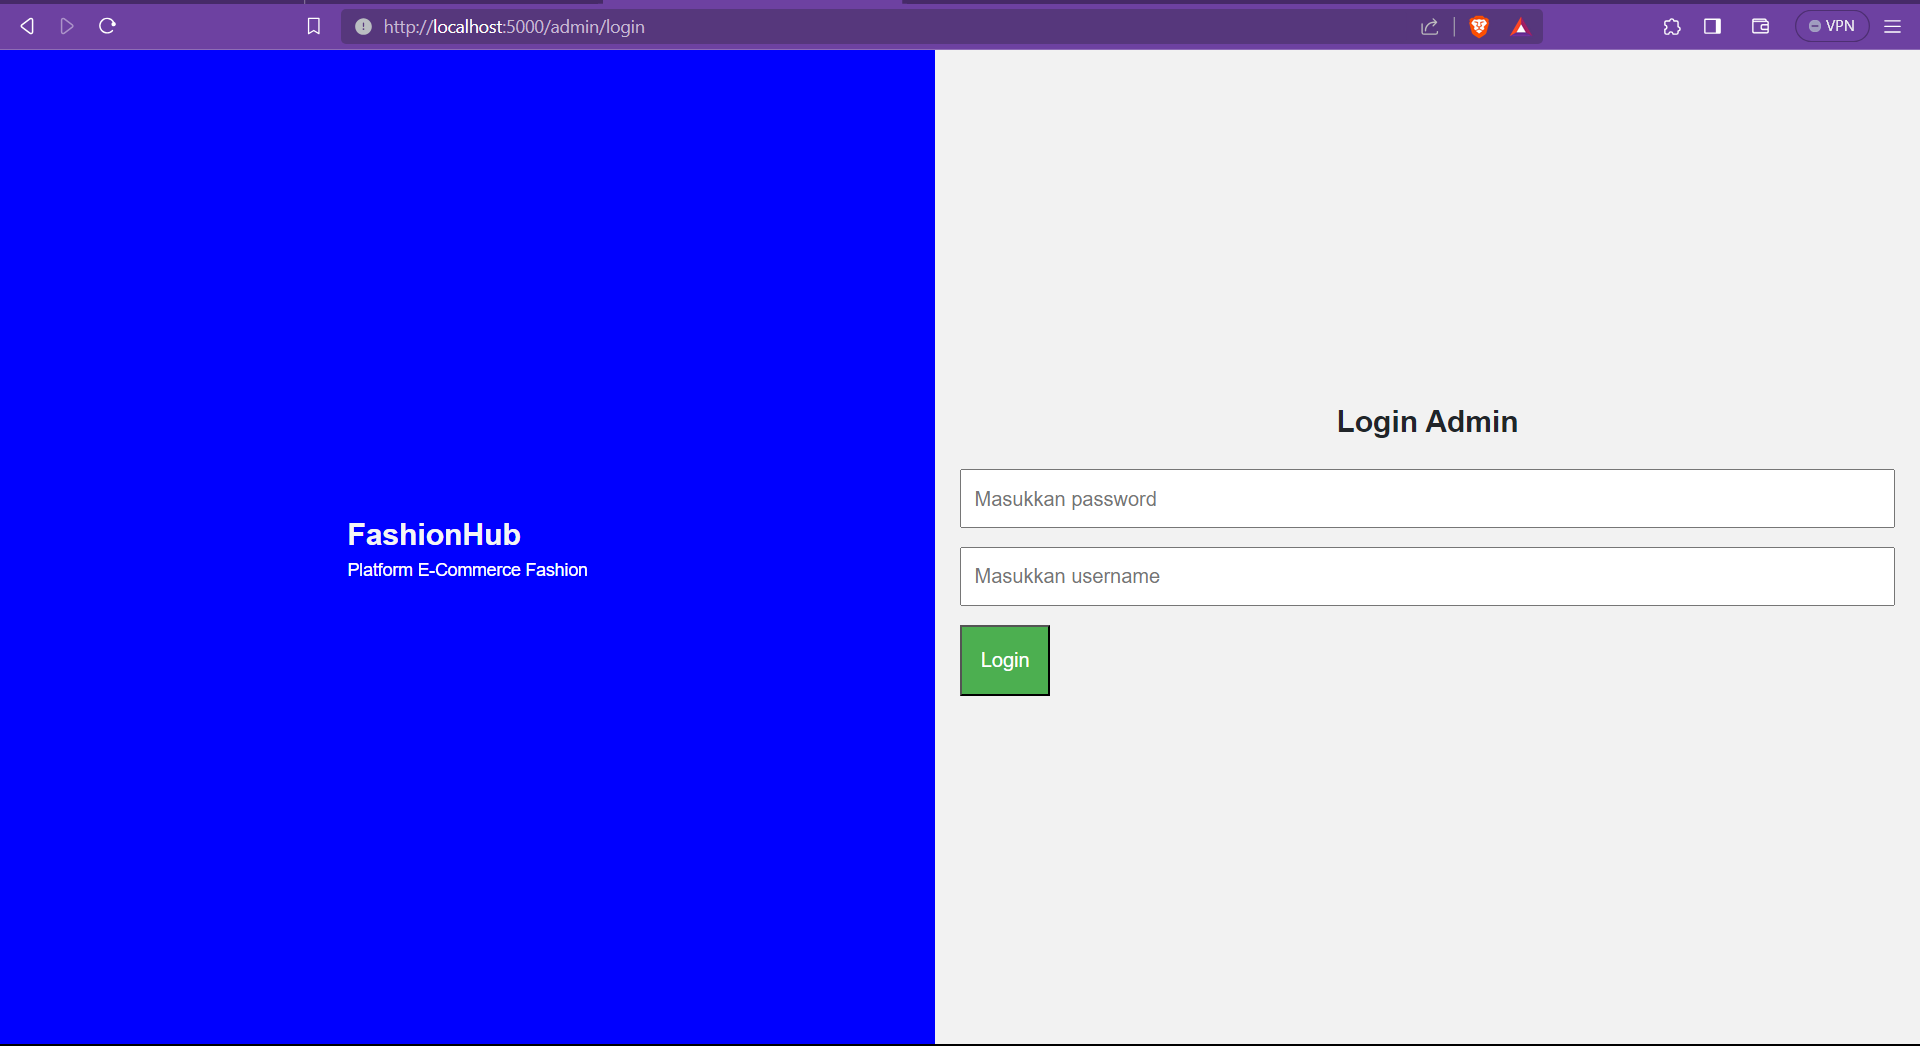 http://localhost:5000/admin/login
VPN
FashionHub
Platform E-Commerce Fashion
Login Admin
Masukkan password
Masukkan username
Login